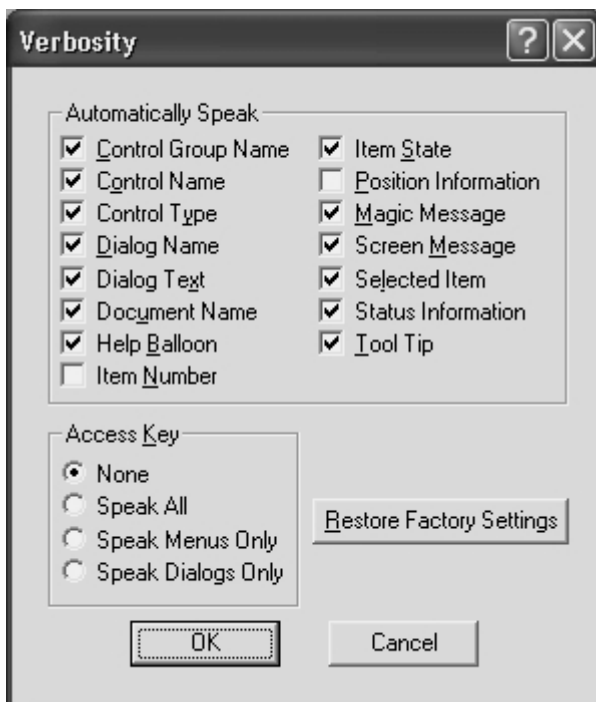 Verbosity
Automatically Speak
Control Group Name
Control Name
Control Type
Dialog Name
Dialog Text
Document Name
Help Balloon
Item Number
Item State
Position Information
Magic Message
Screen Message
Selected Item
Status Information
Tool Tip
Access Key
None
Speak All
Speak Menus Only
Speak Dialogs Only
Restore Factory Settings
OK
Cancel